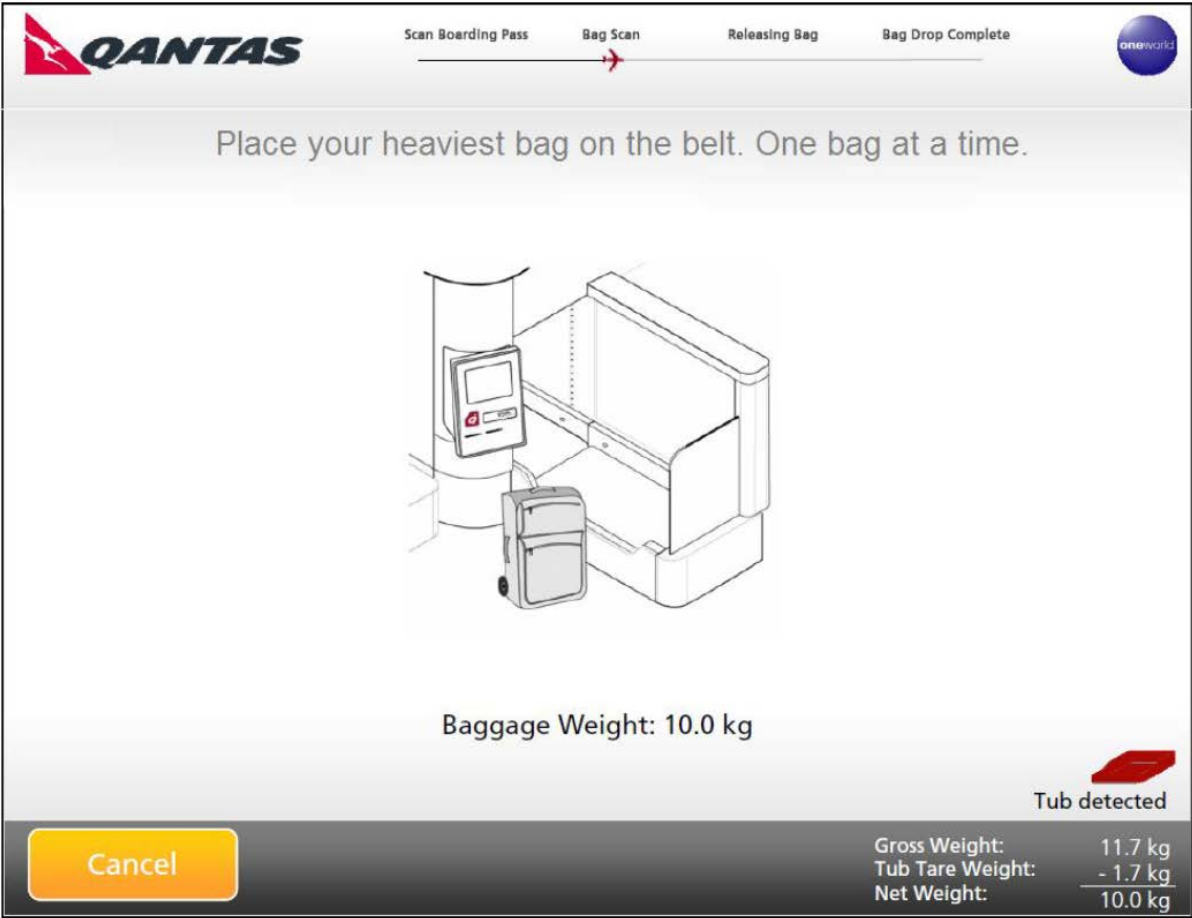 QANTAS
Scan Boarding Pass Bag Scan Releasing Bag Bag Drop Complete
oneworld
Place your heaviest bag on the belt. One bag at a time.
Baggage Weight: 10.0 kg
Tub detected
Cancel
Gross Weight: 11.7 kg
Tub Tare Weight: - 1.7 kg
Net Weight: 10.0 kg